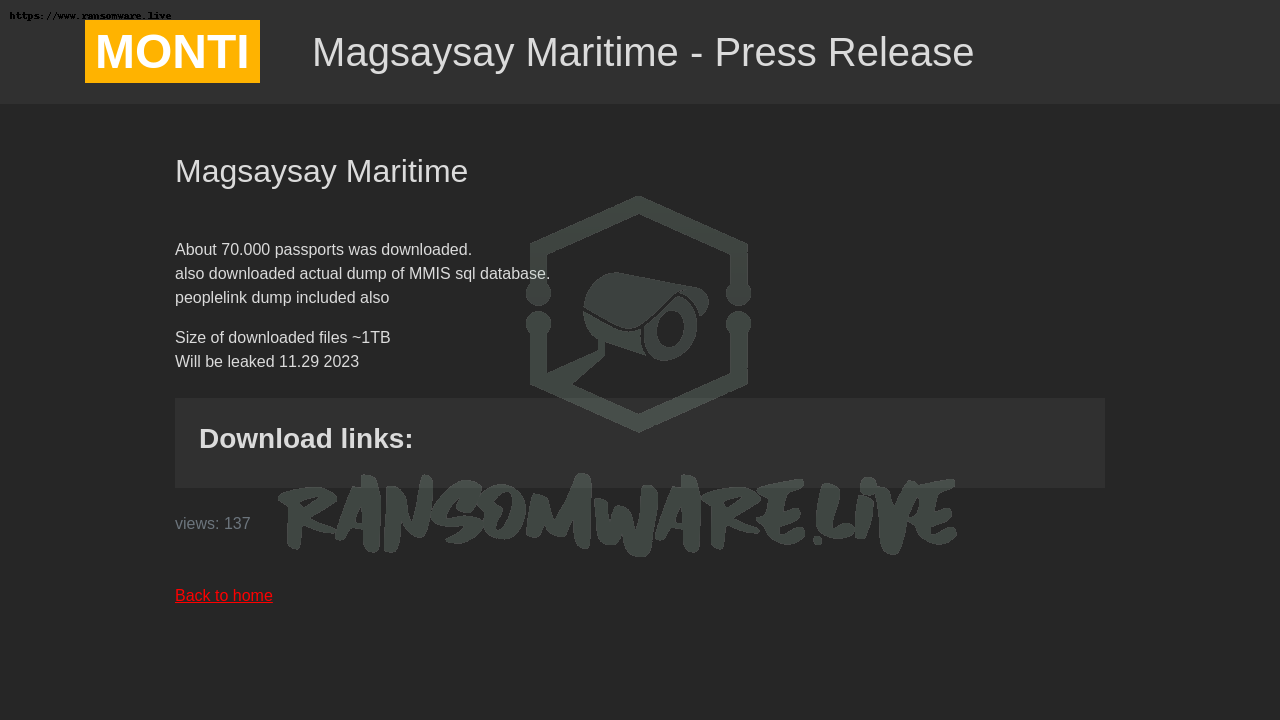 https://www.ransomware.live
MONTI
Magsaysay Maritime - Press Release
Magsaysay Maritime
About 70.000 passports was downloaded.
also downloaded actual dump of MMIS sql database.
peoplelink dump included also
Size of downloaded files ~1TB
Will be leaked 11.29 2023
Download links:
RANSOMWARE.LIVE
views: 137
Back to home